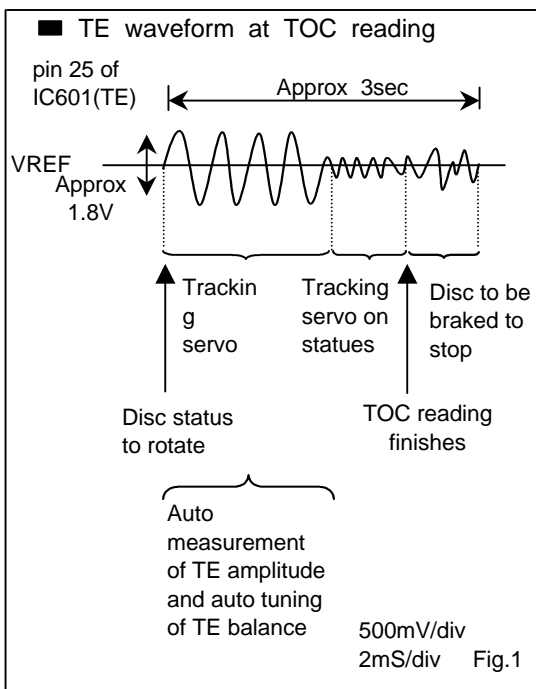 ■ TE waveform at TOC reading
pin 25 of
IC601(TE)
Approx 3sec
VREF
Approx
1.8V
Trackin
g
servo
Tracking
servo on
statues
Disc to be
braked to
stop
Disc status
to rotate
TOC reading
finishes
Auto
measurement
of TE amplitude
and auto tuning
of TE balance
500mV/div
2mS/div Fig.1